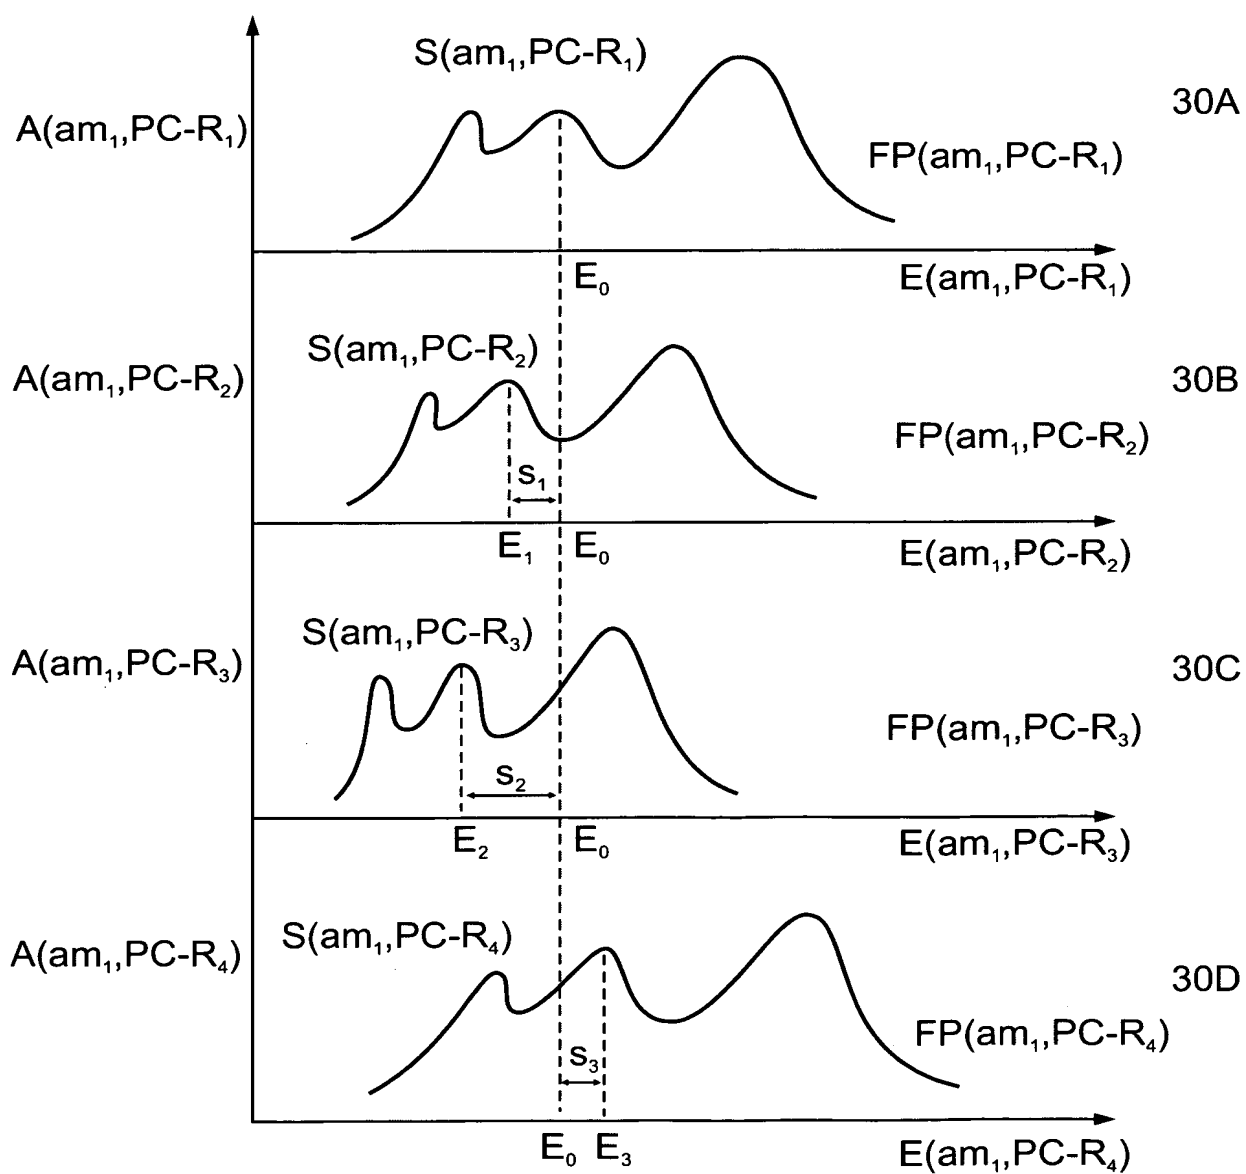 S(am₁,PC-R₁)
30A
A(am₁,PC-R₁)
FP(am₁,PC-R₁)
E₀
E(am₁,PC-R₁)
S(am₁,PC-R₂)
A(am₁,PC-R₂)
30B
FP(am₁,PC-R₂)
s₁
E₁
E₀
E(am₁,PC-R₂)
S(am₁,PC-R₃)
A(am₁,PC-R₃)
30C
FP(am₁,PC-R₃)
s₂
E₂
E₀
E(am₁,PC-R₃)
S(am₁,PC-R₄)
A(am₁,PC-R₄)
30D
FP(am₁,PC-R₄)
s₃
E₀
E₃
E(am₁,PC-R₄)